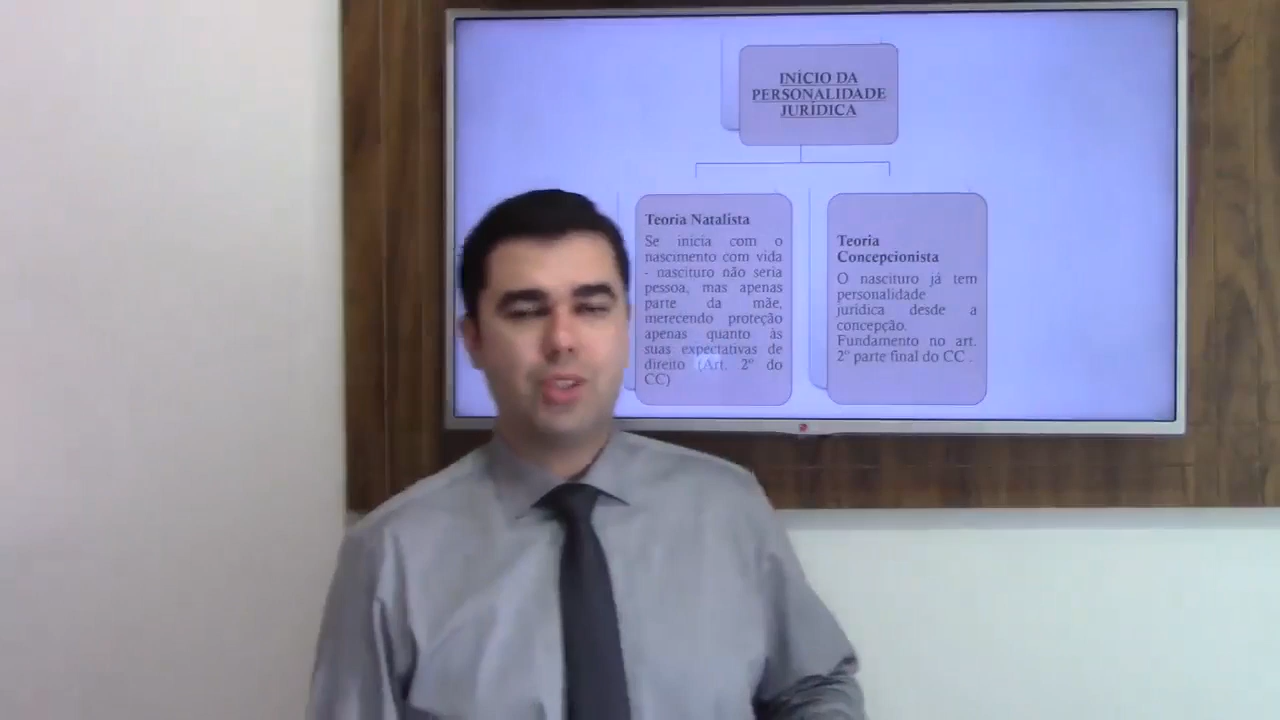 INÍCIO DA
PERSONALIDADE
JURÍDICA
Teoria Natalista
Se inicia com o
nascimento com vida
- nascituro não seria
pessoa, mas apenas
parte da mãe,
merecendo proteção
apenas quanto às
suas expectativas de
direito (Art. 2º do
CC)
Teoria
Concepcionista
O nascituro já tem
personalidade
jurídica desde a
concepção.
Fundamento no art.
2º parte final do CC .